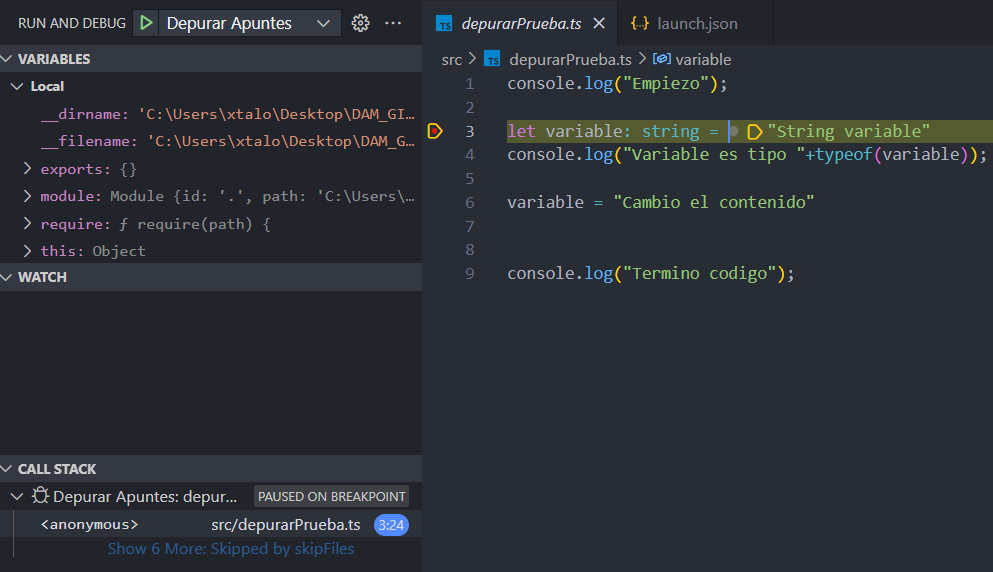 RUN AND DEBUG Depurar Apuntes
VARIABLES
Local
__dirname: 'C:\Users\xtalo\Desktop\DAM_GI…
__filename: 'C:\Users\xtalo\Desktop\DAM_G…
exports: {}
module: Module {id: '.', path: 'C:\Users\…
require: ƒ require(path) {
this: Object
WATCH
CALL STACK
Depurar Apuntes: depur... PAUSED ON BREAKPOINT
<anonymous> src/depurarPrueba.ts 3:24
Show 6 More: Skipped by skipFiles
TS depurarPrueba.ts {..} launch.json
src > TS depurarPrueba.ts > variable
1 console.log("Empiezo");
2
3 let variable: string = "String variable"
4 console.log("Variable es tipo "+typeof(variable));
5
6 variable = "Cambio el contenido"
7
8
9 console.log("Termino codigo");